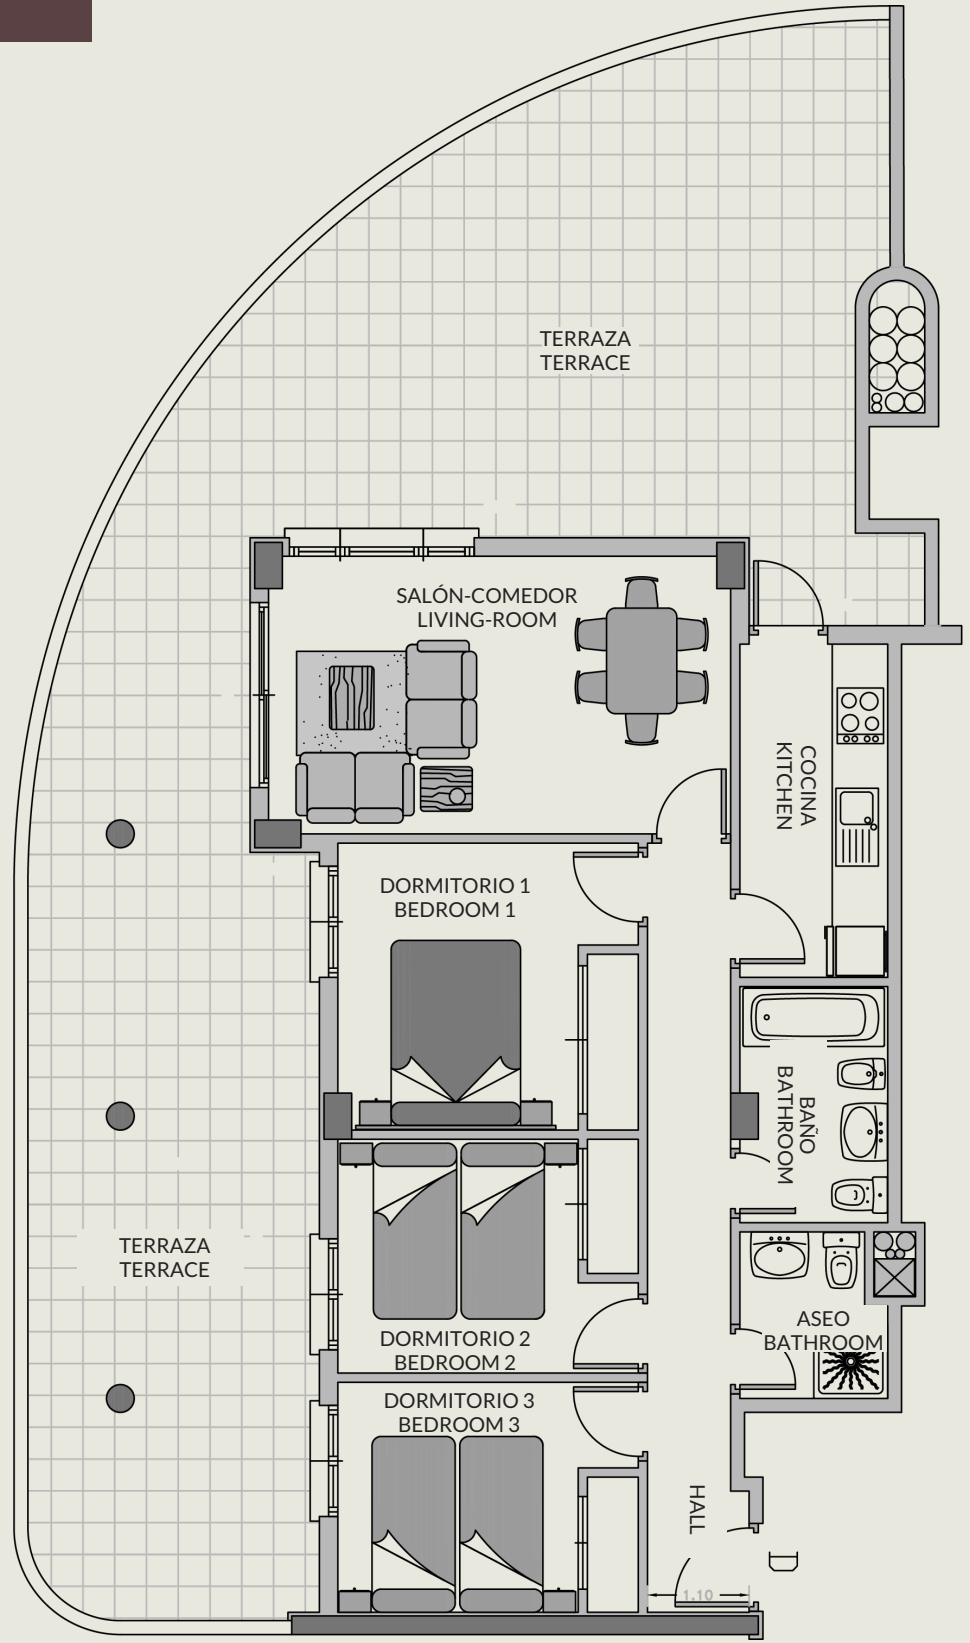 TERRAZA
TERRACE
SALÓN-COMEDOR
LIVING-ROOM
COCINA
KITCHEN
DORMITORIO 1
BEDROOM 1
BAÑO
BATHROOM
TERRAZA
TERRACE
ASEO
BATHROOM
DORMITORIO 2
BEDROOM 2
DORMITORIO 3
BEDROOM 3
HALL
D
1.10